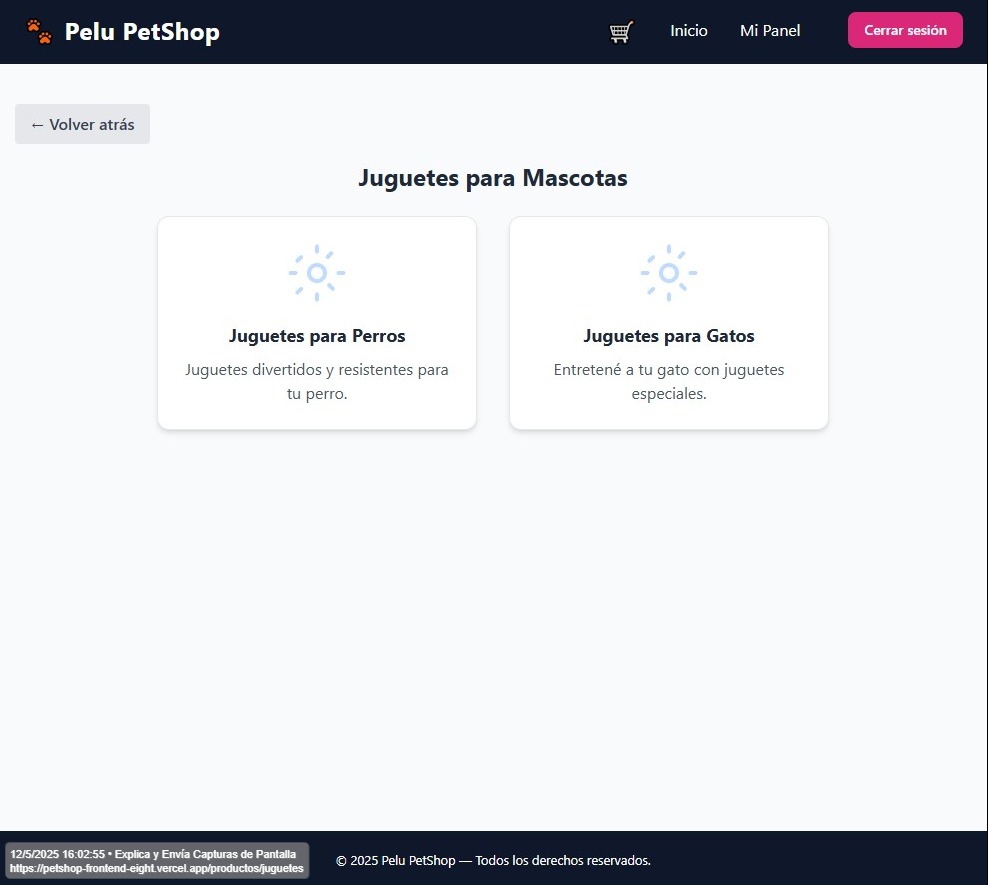 Pelu PetShop
Inicio
Mi Panel
Cerrar sesión
← Volver atrás
Juguetes para Mascotas
Juguetes para Perros
Juguetes divertidos y resistentes para
tu perro.
Juguetes para Gatos
Entretené a tu gato con juguetes
especiales.
12/5/2025 16:02:55 • Explica y Envía Capturas de Pantalla
https://petshop-frontend-eight.vercel.app/productos/juguetes
© 2025 Pelu PetShop — Todos los derechos reservados.